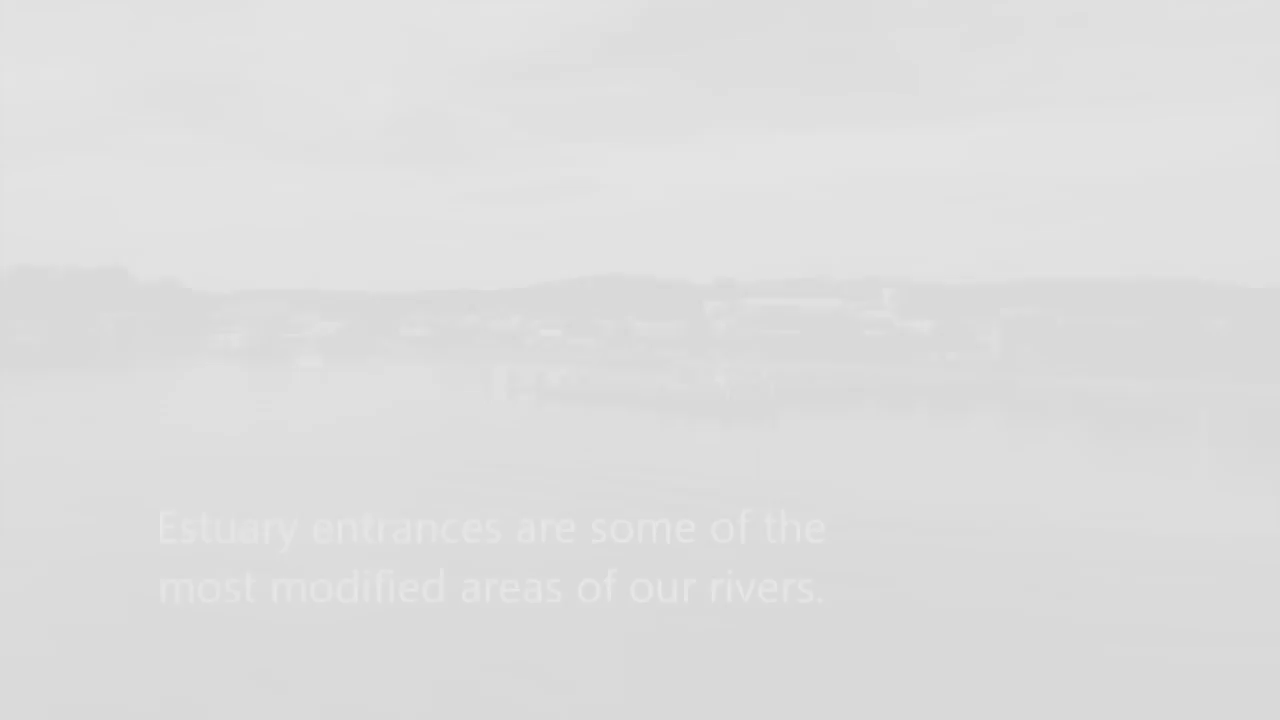 Estuary entrances are some of the
most modified areas of our rivers.